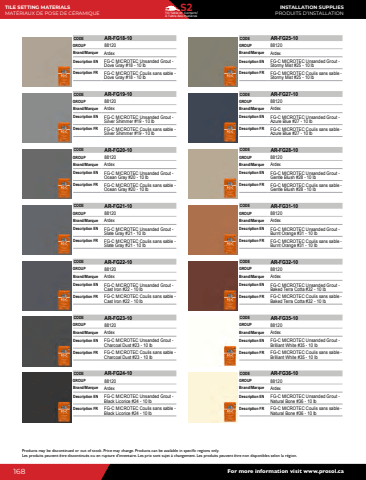 TILE SETTING MATERIALS
MATÉRIAUX DE POSE DE CÉRAMIQUE
S2
INSTALLATION SUPPLIES
PRODUITS D'INSTALLATION
CODE AR-FG18-10
GROUP 88120
Brand/Marque Ardex
Description EN FG-C MICROTEC Unsanded Grout -
Dove Gray #18 - 10 lb
Description FR FG-C MICROTEC Coulis sans sable -
Dove Gray #18 - 10 lb
CODE AR-FG19-10
GROUP 88120
Brand/Marque Ardex
Description EN FG-C MICROTEC Unsanded Grout -
Silver Shimmer #19 - 10 lb
Description FR FG-C MICROTEC Coulis sans sable -
Silver Shimmer #19 - 10 lb
CODE AR-FG20-10
GROUP 88120
Brand/Marque Ardex
Description EN FG-C MICROTEC Unsanded Grout -
Ocean Gray #20 - 10 lb
Description FR FG-C MICROTEC Coulis sans sable -
Ocean Gray #20 - 10 lb
CODE AR-FG21-10
GROUP 88120
Brand/Marque Ardex
Description EN FG-C MICROTEC Unsanded Grout -
Slate Gray #21 - 10 lb
Description FR FG-C MICROTEC Coulis sans sable -
Slate Gray #21 - 10 lb
CODE AR-FG22-10
GROUP 88120
Brand/Marque Ardex
Description EN FG-C MICROTEC Unsanded Grout -
Cast Iron #22 - 10 lb
Description FR FG-C MICROTEC Coulis sans sable -
Cast Iron #22 - 10 lb
CODE AR-FG23-10
GROUP 88120
Brand/Marque Ardex
Description EN FG-C MICROTEC Unsanded Grout -
Charcoal Dust #23 - 10 lb
Description FR FG-C MICROTEC Coulis sans sable -
Charcoal Dust #23 - 10 lb
CODE AR-FG24-10
GROUP 88120
Brand/Marque Ardex
Description EN FG-C MICROTEC Unsanded Grout -
Black Licorice #24 - 10 lb
Description FR FG-C MICROTEC Coulis sans sable -
Black Licorice #24 - 10 lb
CODE AR-FG25-10
GROUP 88120
Brand/Marque Ardex
Description EN FG-C MICROTEC Unsanded Grout -
Stormy Mist #25 - 10 lb
Description FR FG-C MICROTEC Coulis sans sable -
Stormy Mist #25 - 10 lb
CODE AR-FG27-10
GROUP 88120
Brand/Marque Ardex
Description EN FG-C MICROTEC Unsanded Grout -
Azure Blue #27 - 10 lb
Description FR FG-C MICROTEC Coulis sans sable -
Azure Blue #27 - 10 lb
CODE AR-FG28-10
GROUP 88120
Brand/Marque Ardex
Description EN FG-C MICROTEC Unsanded Grout -
Gentle Blush #28 - 10 lb
Description FR FG-C MICROTEC Coulis sans sable -
Gentle Blush #28 - 10 lb
CODE AR-FG31-10
GROUP 88120
Brand/Marque Ardex
Description EN FG-C MICROTEC Unsanded Grout -
Burnt Orange #31 - 10 lb
Description FR FG-C MICROTEC Coulis sans sable -
Burnt Orange #31 - 10 lb
CODE AR-FG32-10
GROUP 88120
Brand/Marque Ardex
Description EN FG-C MICROTEC Unsanded Grout -
Baked Terra Cotta #32 - 10 lb
Description FR FG-C MICROTEC Coulis sans sable -
Baked Terra Cotta #32 - 10 lb
CODE AR-FG35-10
GROUP 88120
Brand/Marque Ardex
Description EN FG-C MICROTEC Unsanded Grout -
Brilliant White #35 - 10 lb
Description FR FG-C MICROTEC Coulis sans sable -
Brilliant White #35 - 10 lb
CODE AR-FG36-10
GROUP 88120
Brand/Marque Ardex
Description EN FG-C MICROTEC Unsanded Grout -
Natural Bone #36 - 10 lb
Description FR FG-C MICROTEC Coulis sans sable -
Natural Bone #36 - 10 lb
Products may be discontinued or out of stock. Price may change. Products can be available in specific regions only.
Les produits peuvent être discontinués ou en rupture d'inventaire. Les prix sont sujet à changement. Les produits peuvent être non disponibles selon la région.
168
For more information visit www.prosol.ca